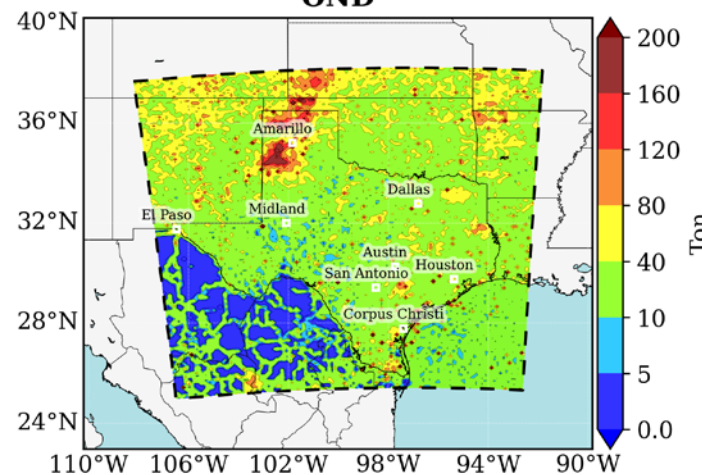 OND
40°N
36°N
32°N
28°N
24°N
110°W 106°W 102°W 98°W 94°W 90°W
Amarillo
Dallas
El Paso
Midland
Austin
San Antonio
Houston
Corpus Christi
200
160
120
80
40
10
5
0.0
Ton